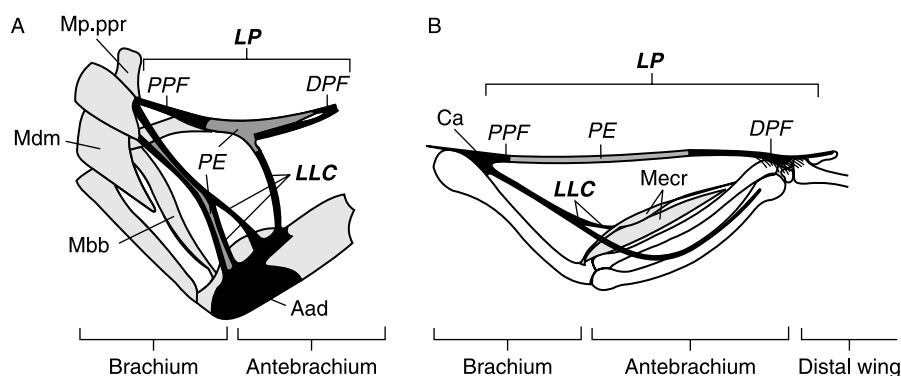 A
Mp.ppr
LP
PPF
DPF
Mdm
PE
LLC
Mbb
Aad
Brachium
Antebrachium
B
LP
Ca
PPF
PE
DPF
LLC
Mecr
Brachium
Antebrachium
Distal wing